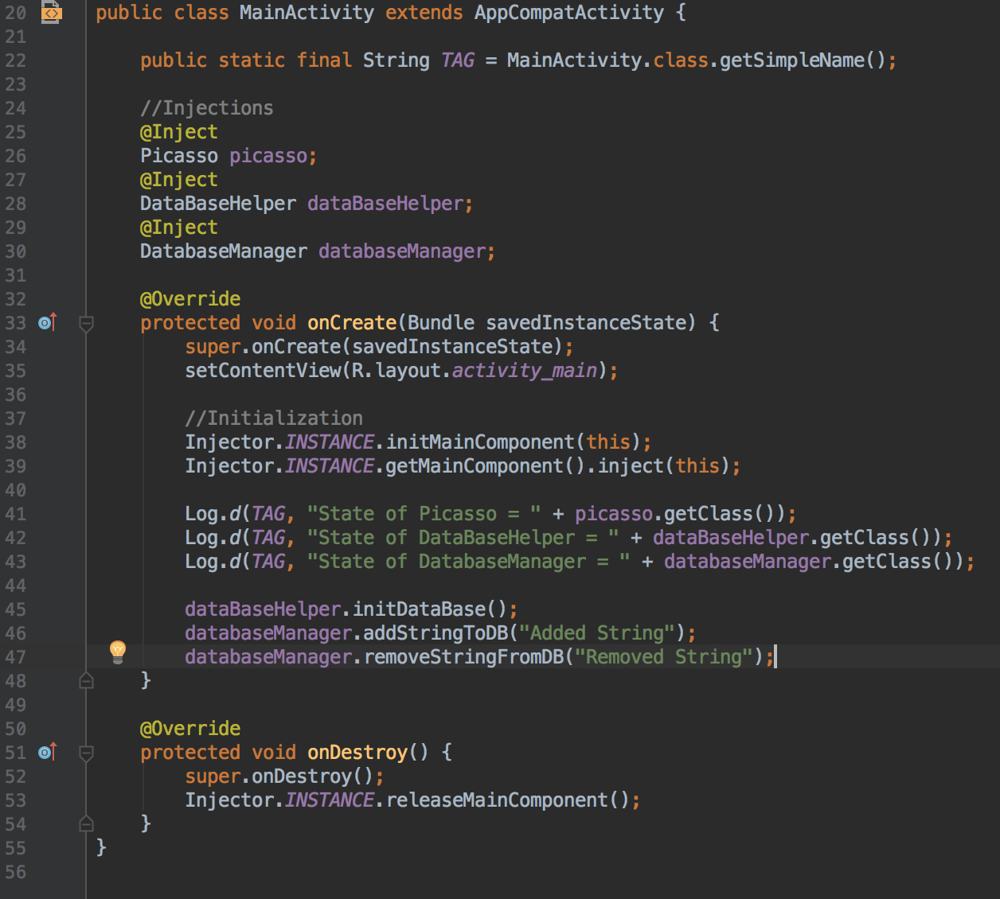 20 public class MainActivity extends AppCompatActivity {
21
22     public static final String TAG = MainActivity.class.getSimpleName();
23
24     //Injections
25     @Inject
26     Picasso picasso;
27     @Inject
28     DataBaseHelper dataBaseHelper;
29     @Inject
30     DatabaseManager databaseManager;
31
32     @Override
33     protected void onCreate(Bundle savedInstanceState) {
34         super.onCreate(savedInstanceState);
35         setContentView(R.layout.activity_main);
36
37         //Initialization
38         Injector.INSTANCE.initMainComponent(this);
39         Injector.INSTANCE.getMainComponent().inject(this);
40
41         Log.d(TAG, "State of Picasso = " + picasso.getClass());
42         Log.d(TAG, "State of DataBaseHelper = " + dataBaseHelper.getClass());
43         Log.d(TAG, "State of DatabaseManager = " + databaseManager.getClass());
44
45         dataBaseHelper.initDataBase();
46         databaseManager.addStringToDB("Added String");
47         databaseManager.removeStringFromDB("Removed String");
48     }
49
50     @Override
51     protected void onDestroy() {
52         super.onDestroy();
53         Injector.INSTANCE.releaseMainComponent();
54     }
55 }
56